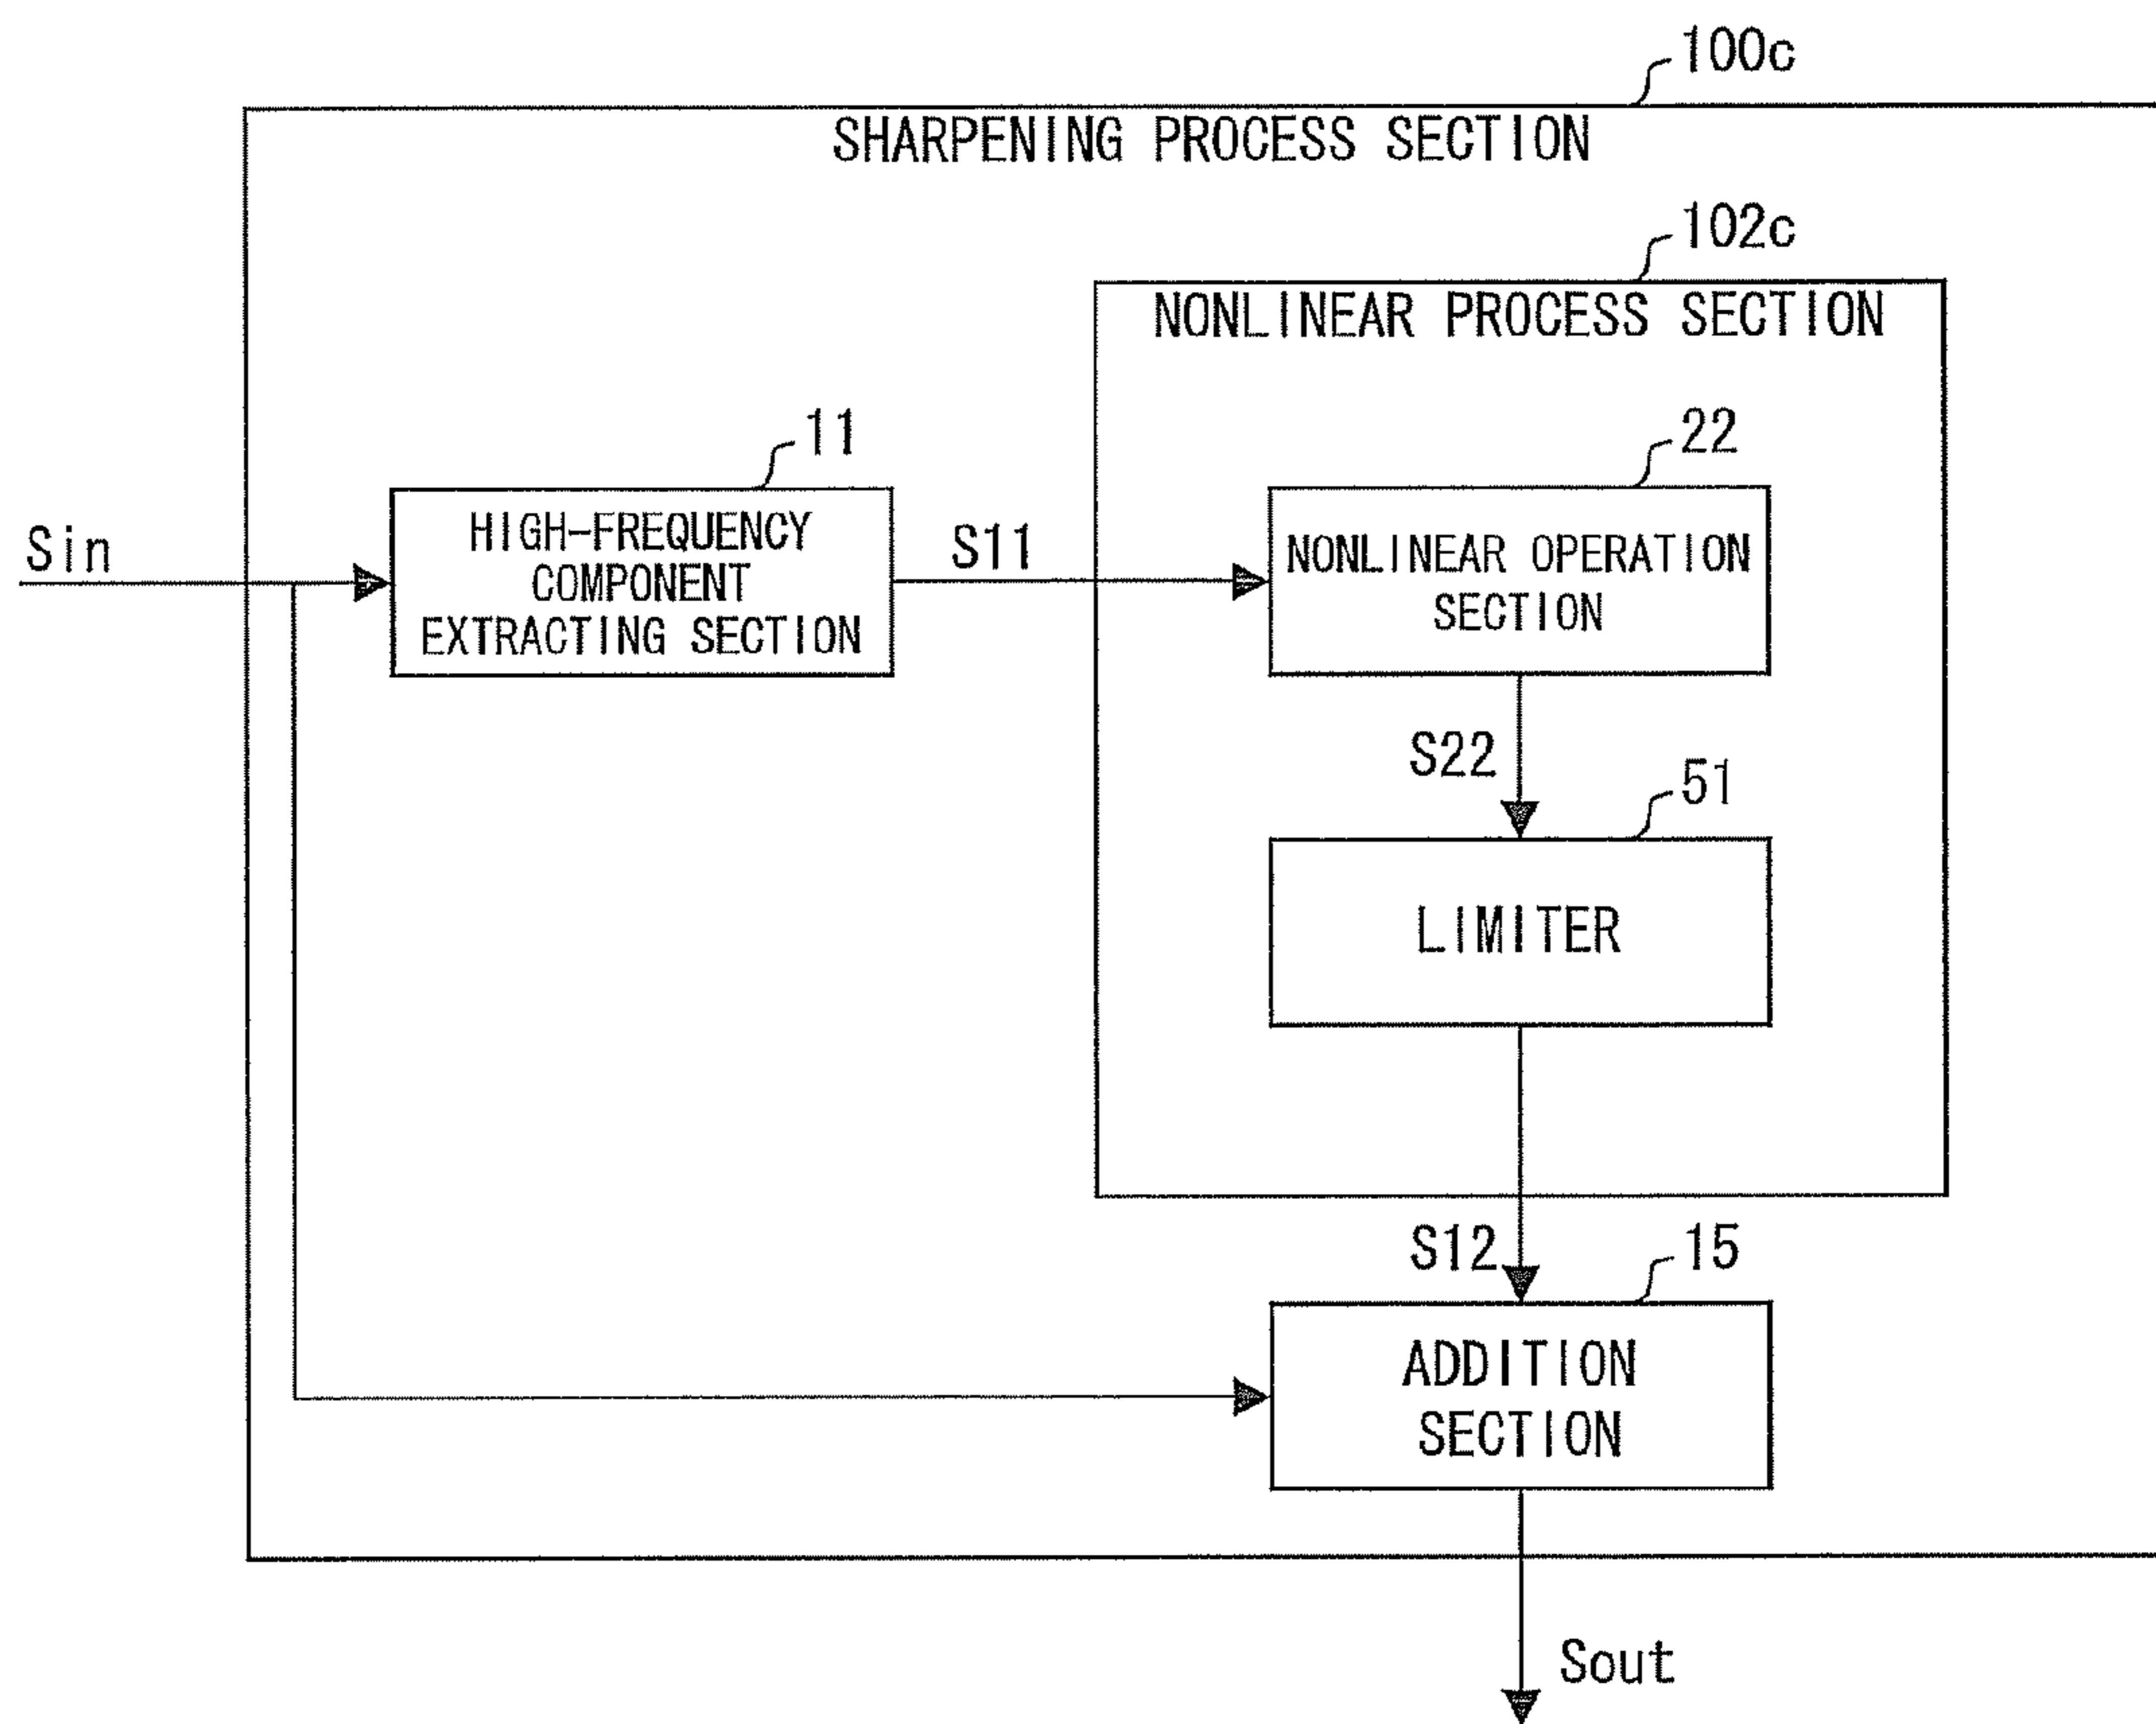 100c
SHARPENING PROCESS SECTION
102c
NONLINEAR PROCESS SECTION
11
22
Sin
HIGH-FREQUENCY
COMPONENT
EXTRACTING SECTION
S11
NONLINEAR OPERATION
SECTION
S22
51
LIMITER
S12
15
ADDITION
SECTION
Sout